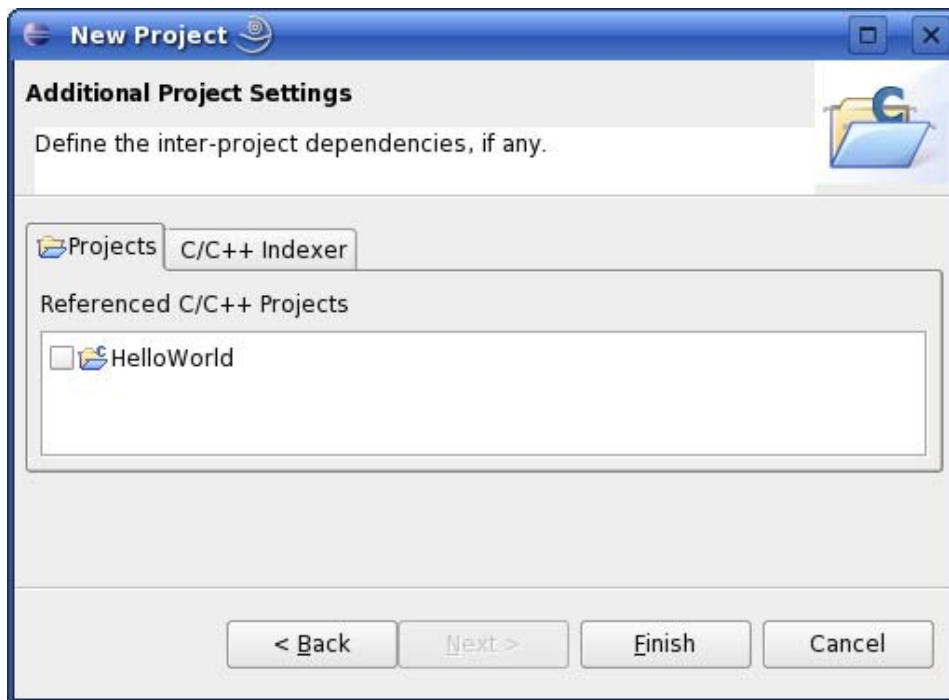 New Project
Additional Project Settings
Define the inter-project dependencies, if any.
Projects
C/C++ Indexer
Referenced C/C++ Projects
HelloWorld
< Back
Next >
Finish
Cancel